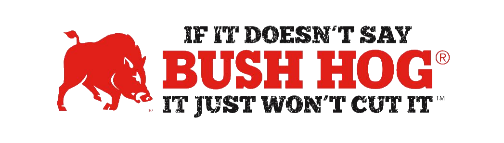 IF IT DOESN'T SAY
BUSH HOG®
IT JUST WON'T CUT IT™